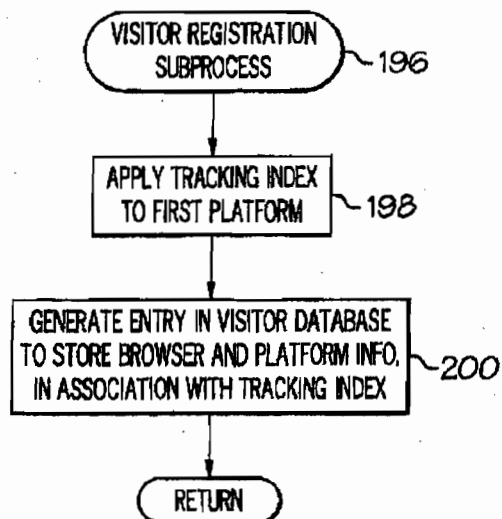 VISITOR REGISTRATION
SUBPROCESS
196
APPLY TRACKING INDEX
TO FIRST PLATFORM
198
GENERATE ENTRY IN VISITOR DATABASE
TO STORE BROWSER AND PLATFORM INFO.
IN ASSOCIATION WITH TRACKING INDEX
200
RETURN